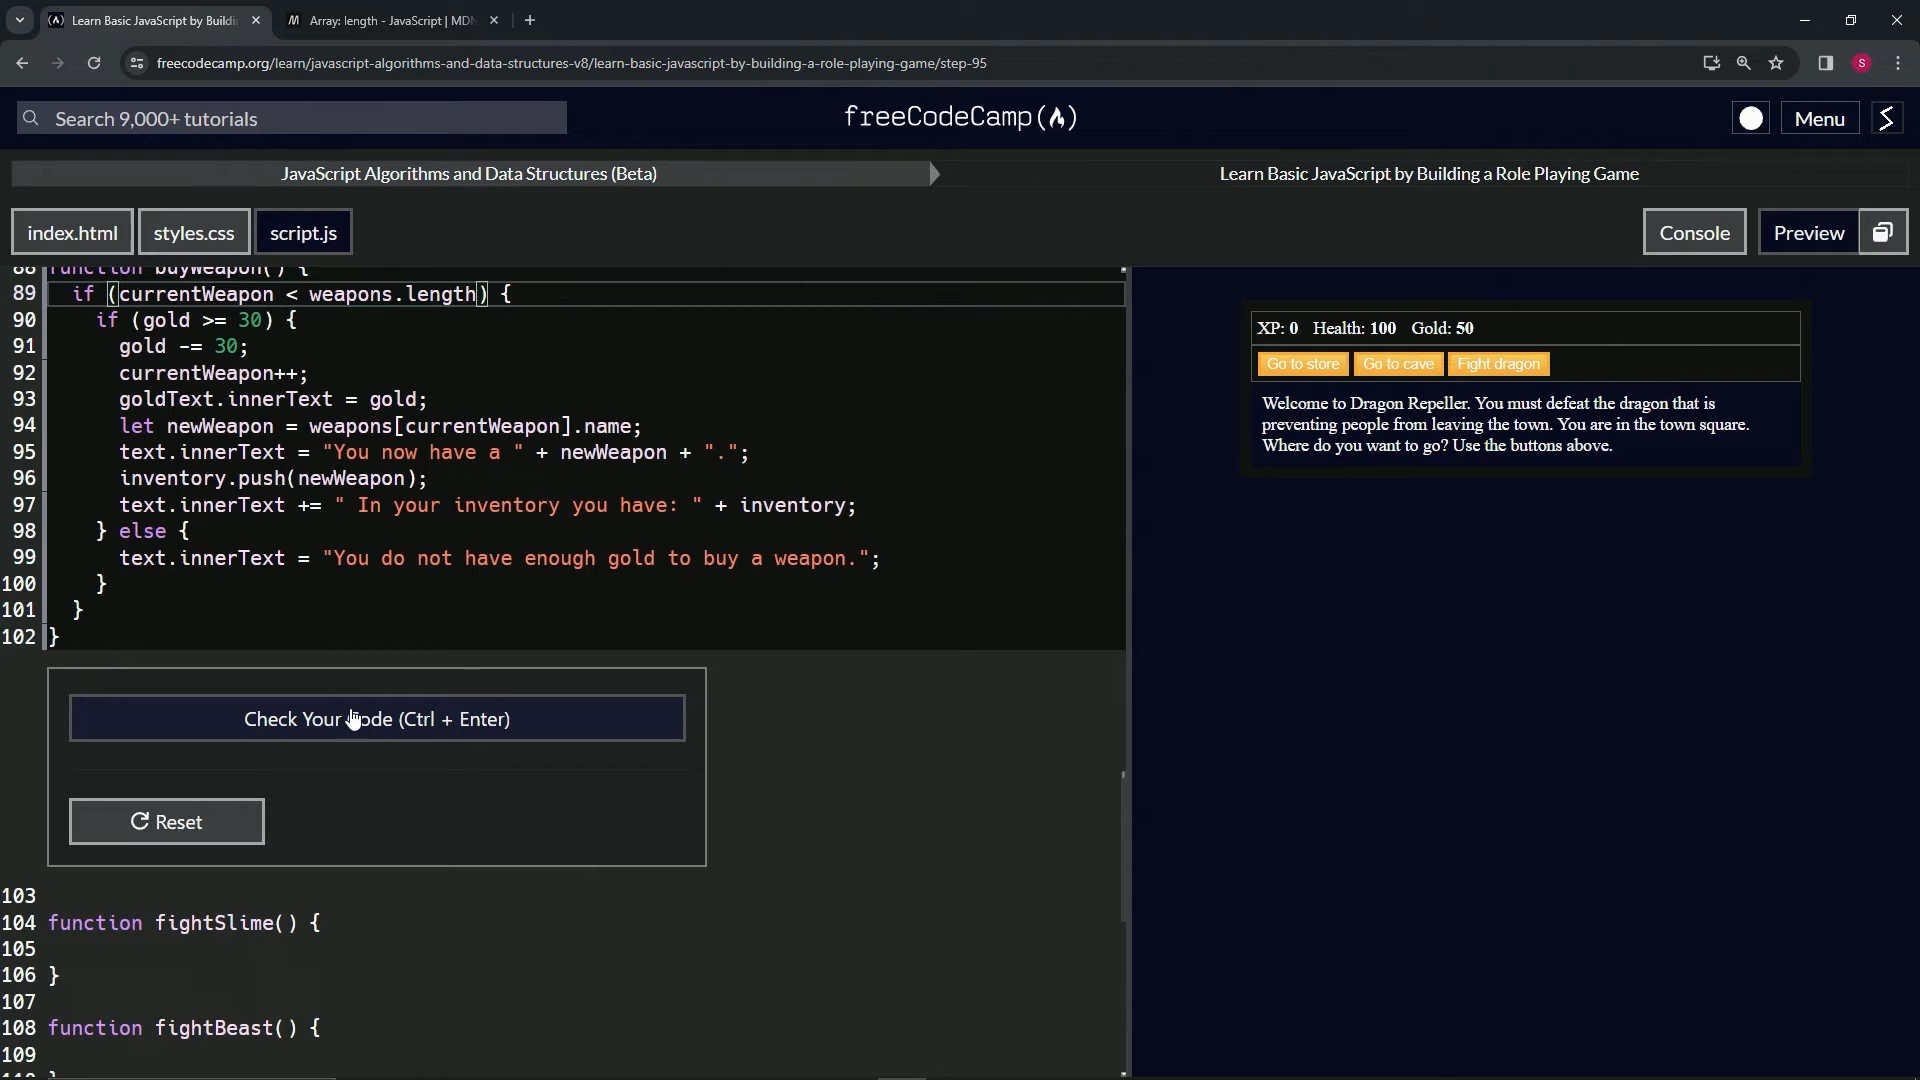 Learn Basic JavaScript by Buildi
Array: length - JavaScript | MDN
freecodecamp.org/learn/javascript-algorithms-and-data-structures-v8/learn-basic-javascript-by-building-a-role-playing-game/step-95
S
Search 9,000+ tutorials
freeCodeCamp(🔥)
Menu
JavaScript Algorithms and Data Structures (Beta)
Learn Basic JavaScript by Building a Role Playing Game
index.html
styles.css
script.js
Console
Preview
88 function buyWeapon() {
89 if (currentWeapon < weapons.length) {
90 if (gold >= 30) {
91 gold -= 30;
92 currentWeapon++;
93 goldText.innerText = gold;
94 let newWeapon = weapons[currentWeapon].name;
95 text.innerText = "You now have a " + newWeapon + ".";
96 inventory.push(newWeapon);
97 text.innerText += " In your inventory you have: " + inventory;
98 } else {
99 text.innerText = "You do not have enough gold to buy a weapon.";
100 }
101 }
102 }
Check Your Code (Ctrl + Enter)
Reset
103
104 function fightSlime() {
105
106 }
107
108 function fightBeast() {
109
XP: 0 Health: 100 Gold: 50
Go to store
Go to cave
Fight dragon
Welcome to Dragon Repeller. You must defeat the dragon that is
preventing people from leaving the town. You are in the town square.
Where do you want to go? Use the buttons above.